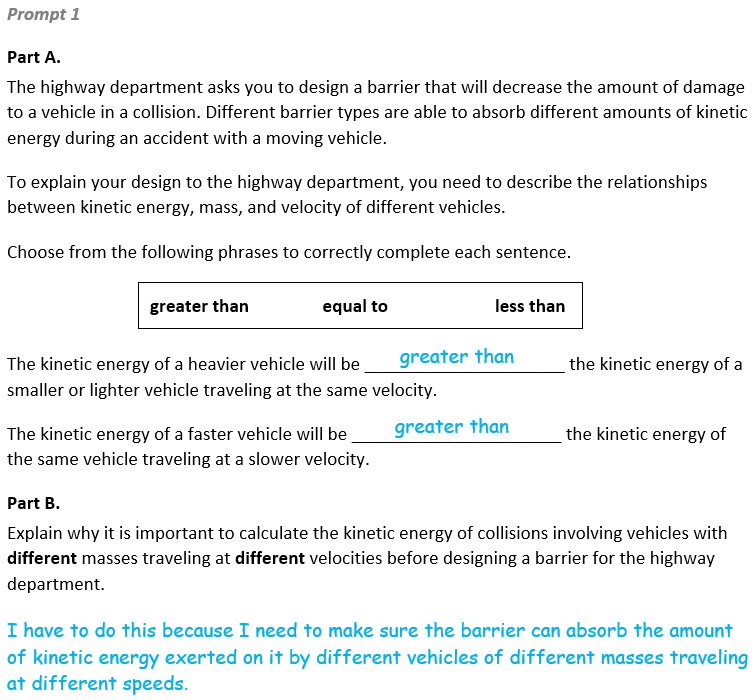 Prompt 1
Part A.
The highway department asks you to design a barrier that will decrease the amount of damage
to a vehicle in a collision. Different barrier types are able to absorb different amounts of kinetic
energy during an accident with a moving vehicle.
To explain your design to the highway department, you need to describe the relationships
between kinetic energy, mass, and velocity of different vehicles.
Choose from the following phrases to correctly complete each sentence.
greater than equal to less than
The kinetic energy of a heavier vehicle will be greater than the kinetic energy of a
smaller or lighter vehicle traveling at the same velocity.
The kinetic energy of a faster vehicle will be greater than the kinetic energy of
the same vehicle traveling at a slower velocity.
Part B.
Explain why it is important to calculate the kinetic energy of collisions involving vehicles with
different masses traveling at different velocities before designing a barrier for the highway
department.
I have to do this because I need to make sure the barrier can absorb the amount
of kinetic energy exerted on it by different vehicles of different masses traveling
at different speeds.